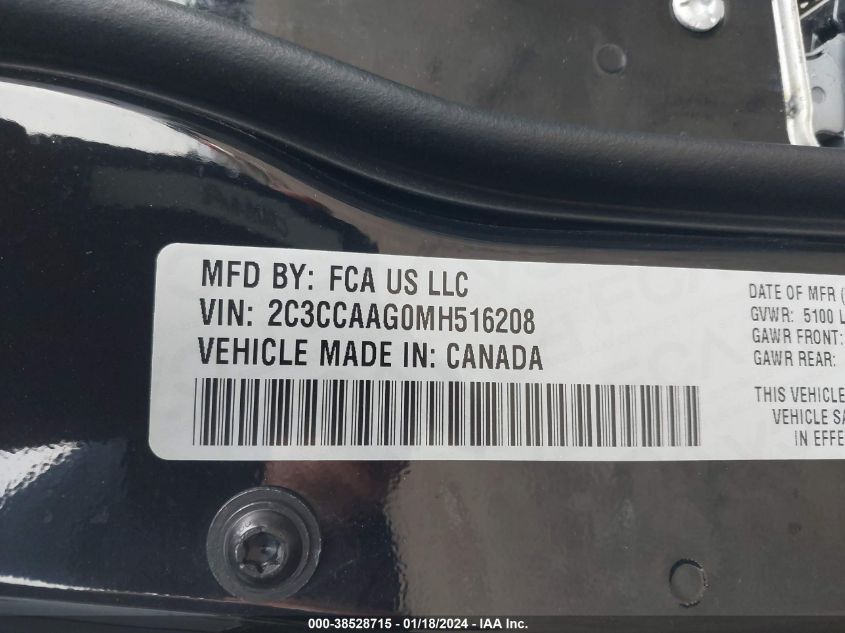 MFD BY: FCA US LLC
VIN: 2C3CCAAG0MH516208
VEHICLE MADE IN: CANADA
DATE OF MFR (
GVWR: 5100 L
GAWR FRONT:
GAWR REAR:
THIS VEHICLE
VEHICLE SA
IN EFFE
000-38528715 - 01/18/2024 - IAA Inc.